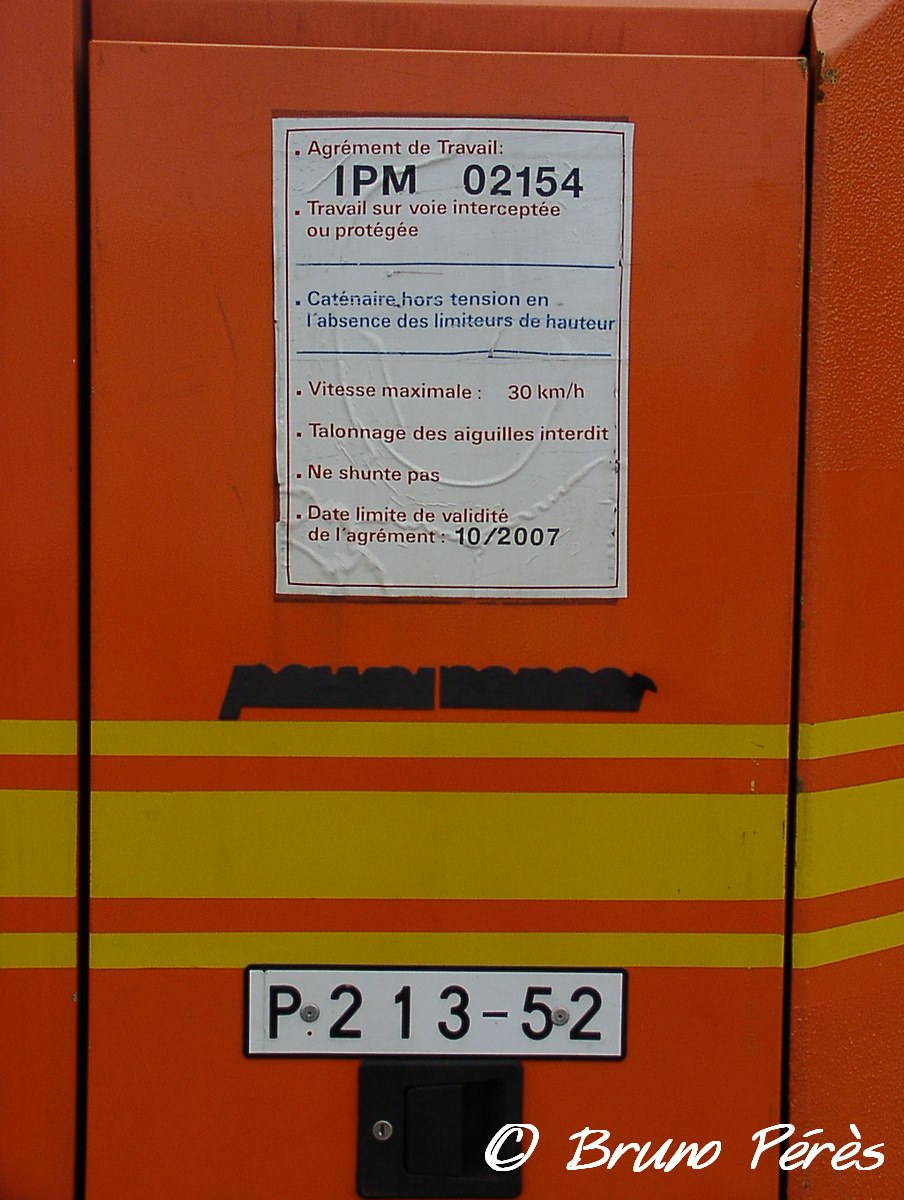 Agrément de Travail:
IPM 02154
Travail sur voie interceptée
ou protégée
Caténaire hors tension en
l'absence des limiteurs de hauteur
Vitesse maximale : 30 km/h
Talonnage des aiguilles interdit
Ne shunte pas
Date limite de validité
de l'agrément : 10/2007
P.213-52
© Bruno Pérès